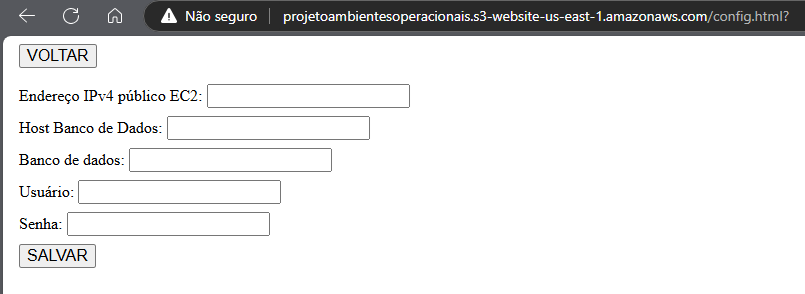 Não seguro projetoambientesoperacionais.s3-website-us-east-1.amazonaws.com/config.html?
VOLTAR
Endereço IPv4 público EC2:
Host Banco de Dados:
Banco de dados:
Usuário:
Senha:
SALVAR